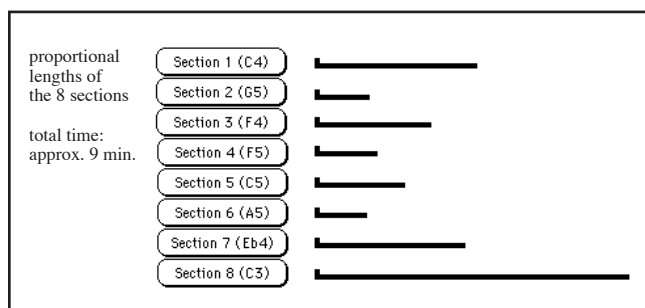 proportional
lengths of
the 8 sections
total time:
approx. 9 min.
Section 1 (C4)
Section 2 (G5)
Section 3 (F4)
Section 4 (F5)
Section 5 (C5)
Section 6 (A5)
Section 7 (Eb4)
Section 8 (C3)